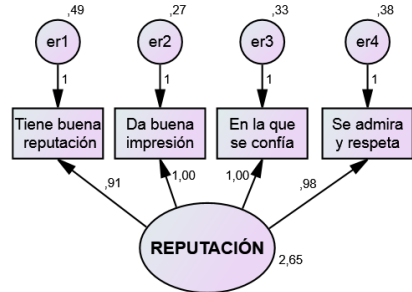 ,49 ,27 ,33 ,38
er1 er2 er3 er4
1 1 1 1
Tiene buena
reputación
Da buena
impresión
En la que
se confía
Se admira
y respeta
,91 1,00 1,00 ,98
REPUTACIÓN
2,65